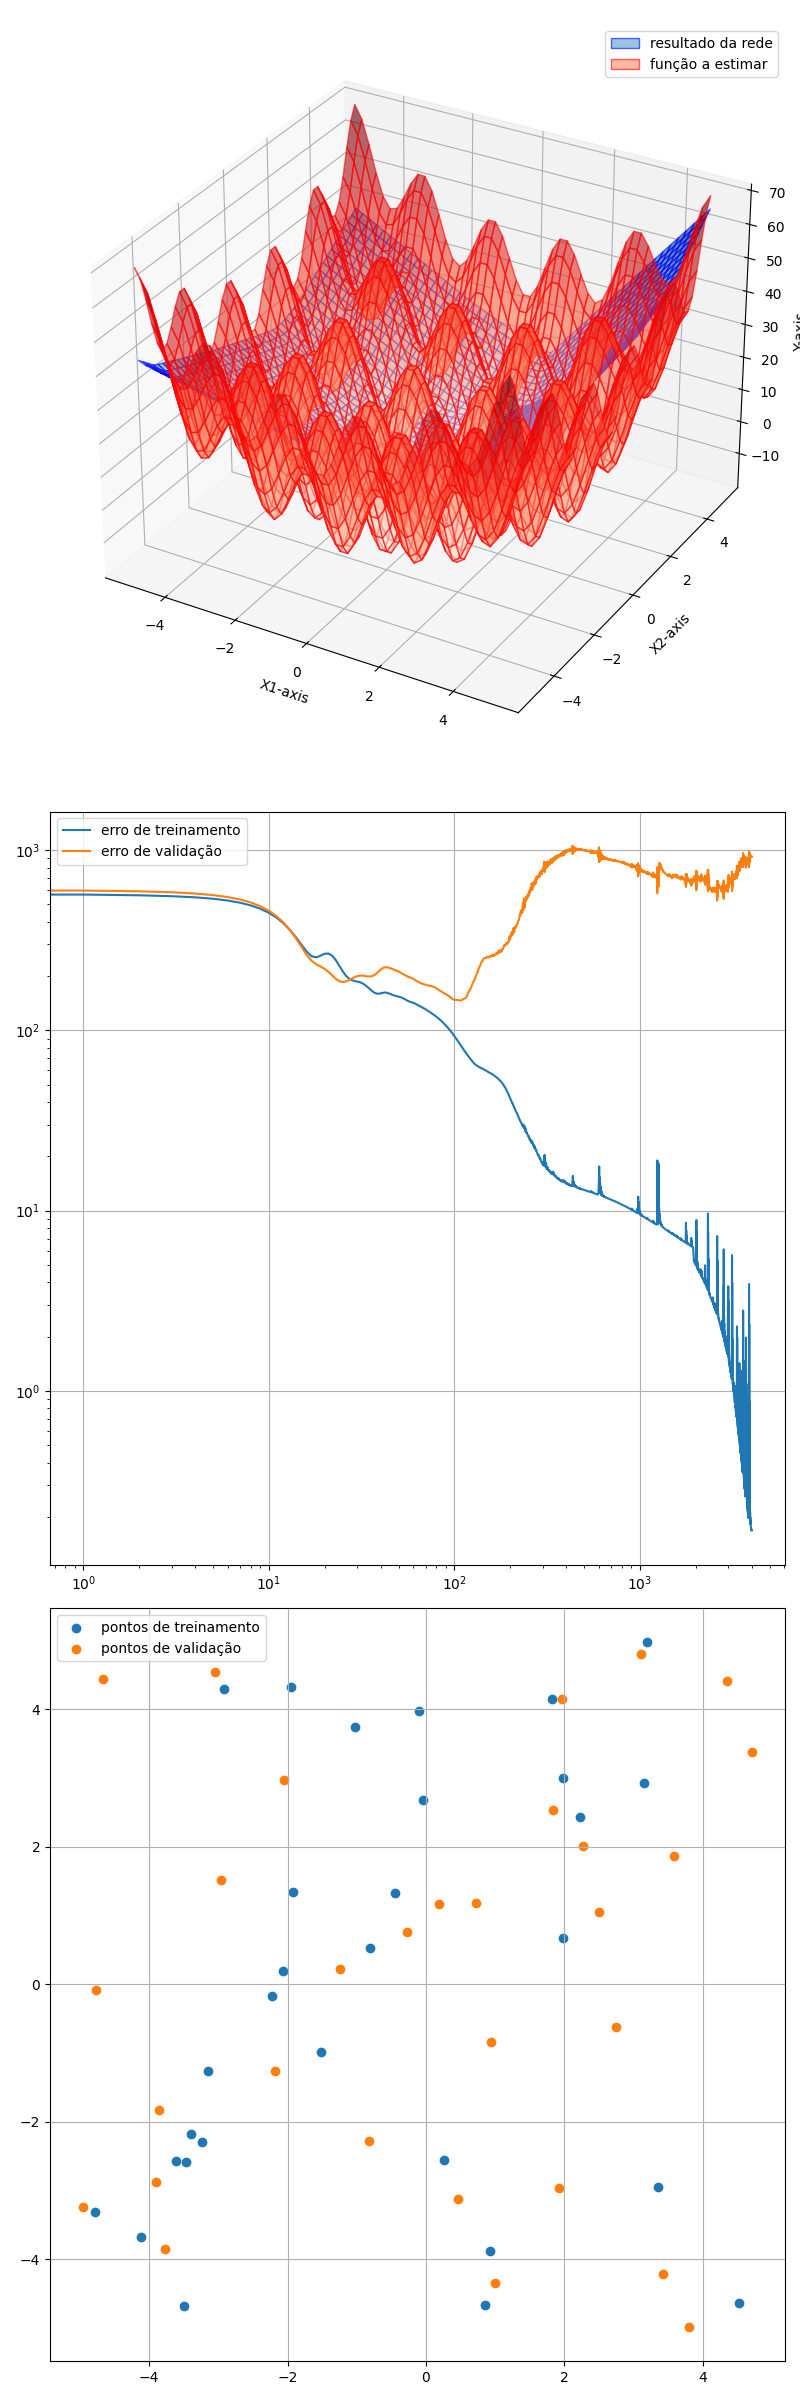 resultado da rede
função a estimar
70
60
50
40
30
20
10
0
−10
Y-axis
−4
−2
0
2
4
X1-axis
−4
−2
0
2
4
X2-axis
erro de treinamento
erro de validação
10³
10²
10¹
10⁰
10⁰ 10¹ 10² 10³
pontos de treinamento
pontos de validação
4
2
0
−2
−4
−4 −2 0 2 4